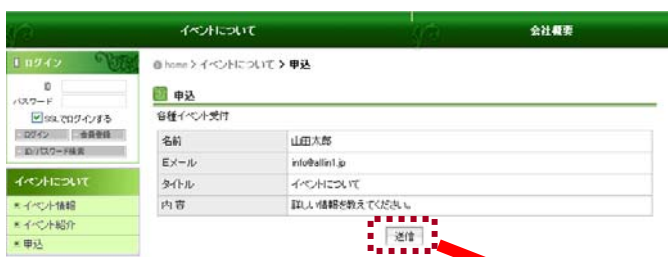 イベントについて
会社概要
ログイン
home > イベントについて > 申込
ID
パスワード
SSLでログインする
ログイン 会員登録
ID/パスワード検索
申込
各種イベント受付
名前 山田太郎
Eメール info@allin1.jp
タイトル イベントについて
内容 詳しい情報を教えてください。
送信
イベントについて
イベント情報
イベント紹介
申込